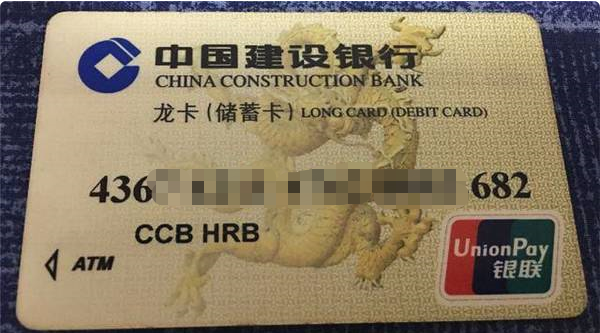 中国建设银行
CHINA CONSTRUCTION BANK
龙卡(储蓄卡) LONG CARD (DEBIT CARD)
436 682
CCB HRB
ATM
UnionPay
银联